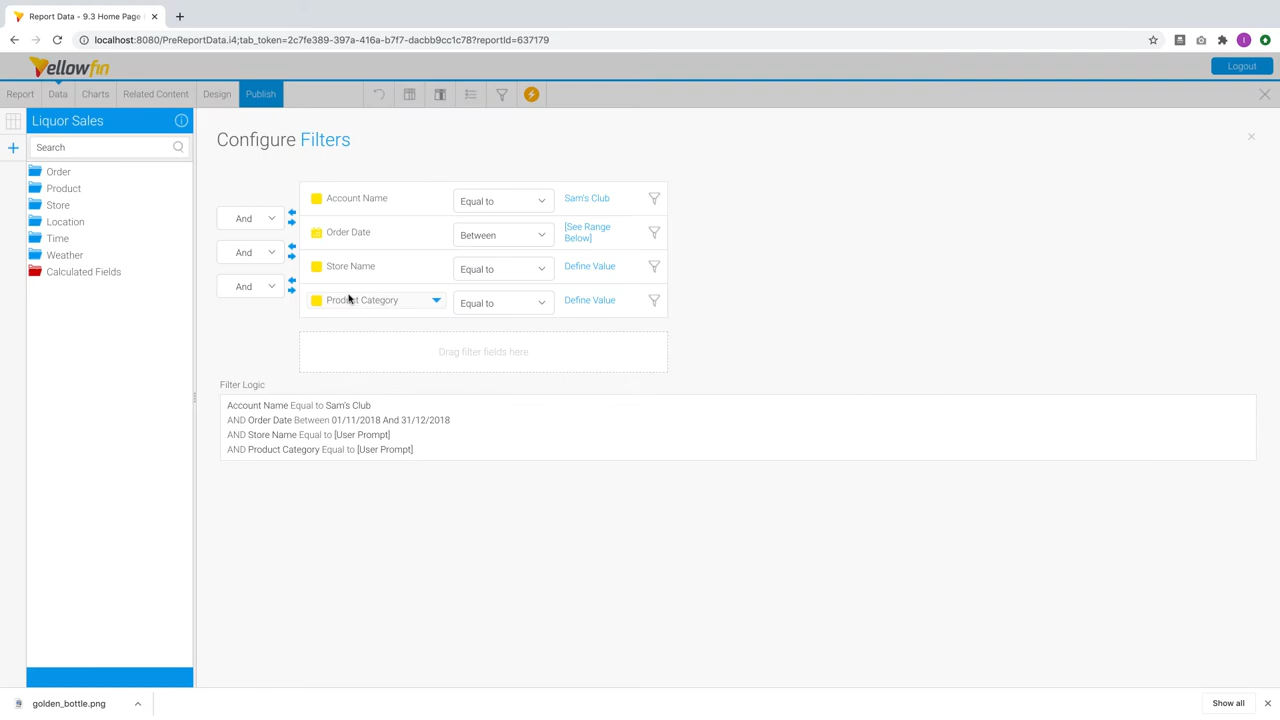 Report Data - 9.3 Home Page
localhost:8080/PreReportData.i4;tab_token=2c7fe389-397a-416a-b7f7-dacbb9cc1c78?reportId=637179
I
Yellowfin
Logout
Report
Data
Charts
Related Content
Design
Publish
Liquor Sales
Search
Order
Product
Store
Location
Time
Weather
Calculated Fields
Configure Filters
Account Name Equal to Sam's Club
And
Order Date Between [See Range
Below]
And
Store Name Equal to Define Value
And
Product Category Equal to Define Value
Drag filter fields here
Filter Logic
Account Name Equal to Sam's Club
AND Order Date Between 01/11/2018 And 31/12/2018
AND Store Name Equal to [User Prompt]
AND Product Category Equal to [User Prompt]
golden_bottle.png
Show all